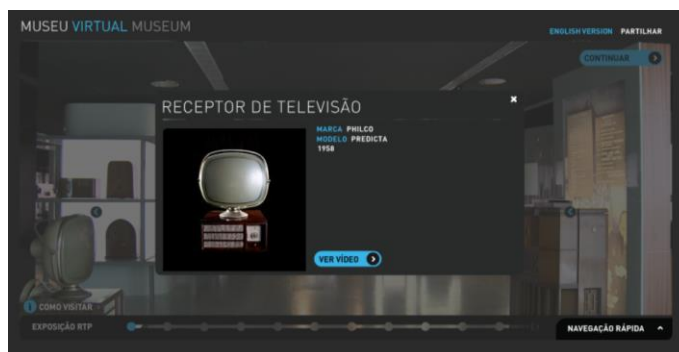 MUSEU VIRTUAL MUSEUM
ENGLISH VERSION PARTILHAR
CONTINUAR
RECEPTOR DE TELEVISÃO
MARCA PHILCO
MODELO PREDICTA
1958
VER VÍDEO
i COMO VISITAR
EXPOSIÇÃO RTP
NAVEGAÇÃO RÁPIDA